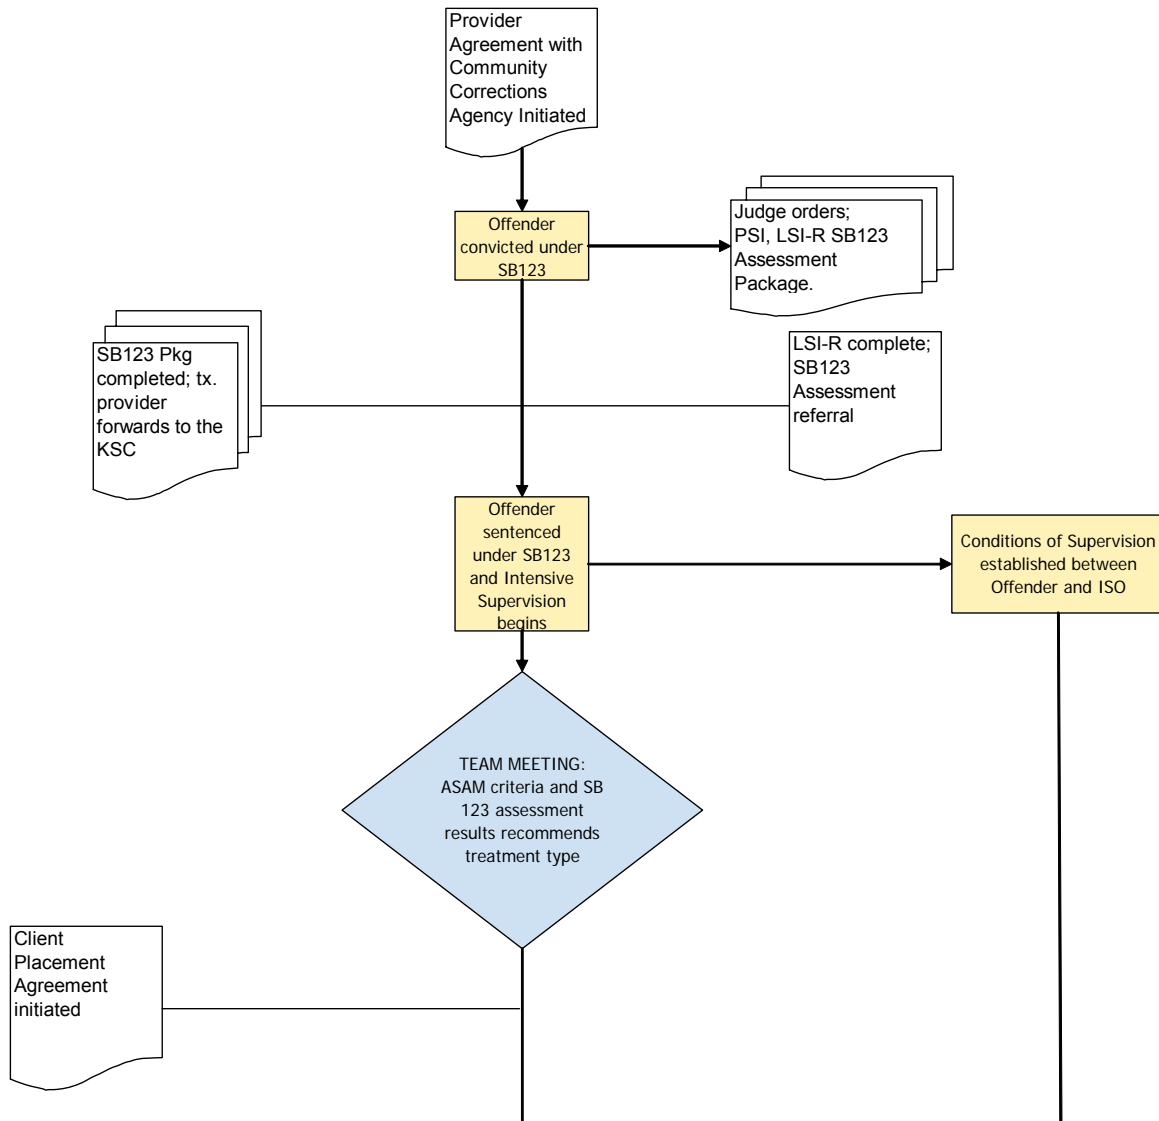 Provider
Agreement with
Community
Corrections
Agency Initiated
Offender
convicted under
SB123
Judge orders;
PSI, LSI-R SB123
Assessment
Package.
SB123 Pkg
completed; tx.
provider
forwards to the
KSC
LSI-R complete;
SB123
Assessment
referral
Offender
sentenced
under SB123
and Intensive
Supervision
begins
Conditions of Supervision
established between
Offender and ISO
TEAM MEETING:
ASAM criteria and SB
123 assessment
results recommends
treatment type
Client
Placement
Agreement
initiated